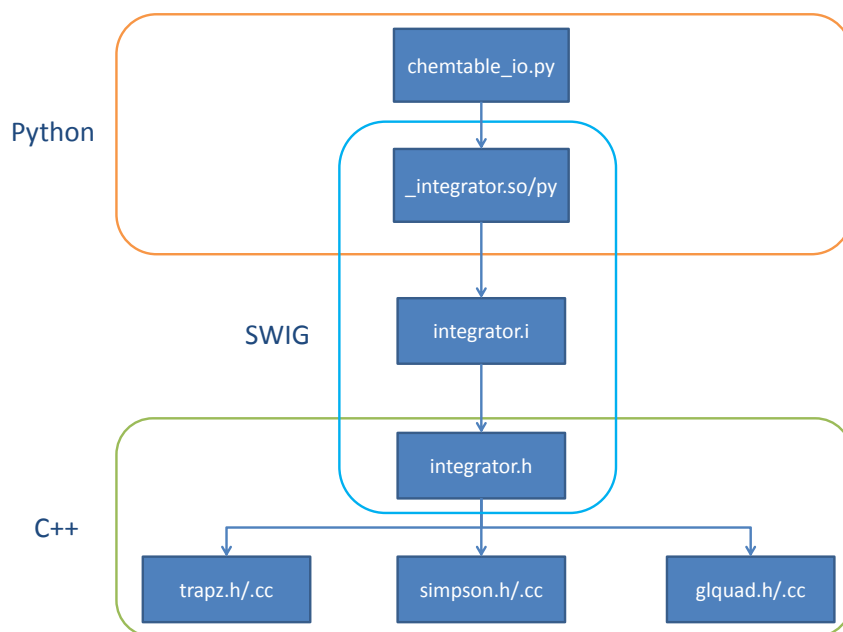 chemtable_io.py
Python
_integrator.so/py
SWIG
integrator.i
integrator.h
C++
trapz.h/.cc
simpson.h/.cc
glquad.h/.cc